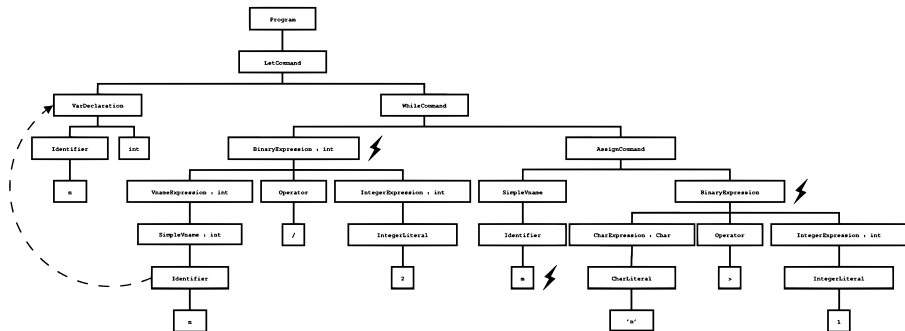 Program
LetCommand
VarDeclaration
WhileCommand
Identifier
int
BinaryExpression : int
AssignCommand
n
VnameExpression : int
Operator
IntegerExpression : int
SimpleVname
BinaryExpression
SimpleVname : int
/
IntegerLiteral
Identifier
CharExpression : Char
Operator
IntegerExpression : int
Identifier
2
m
CharLiteral
>
IntegerLiteral
n
'n'
1